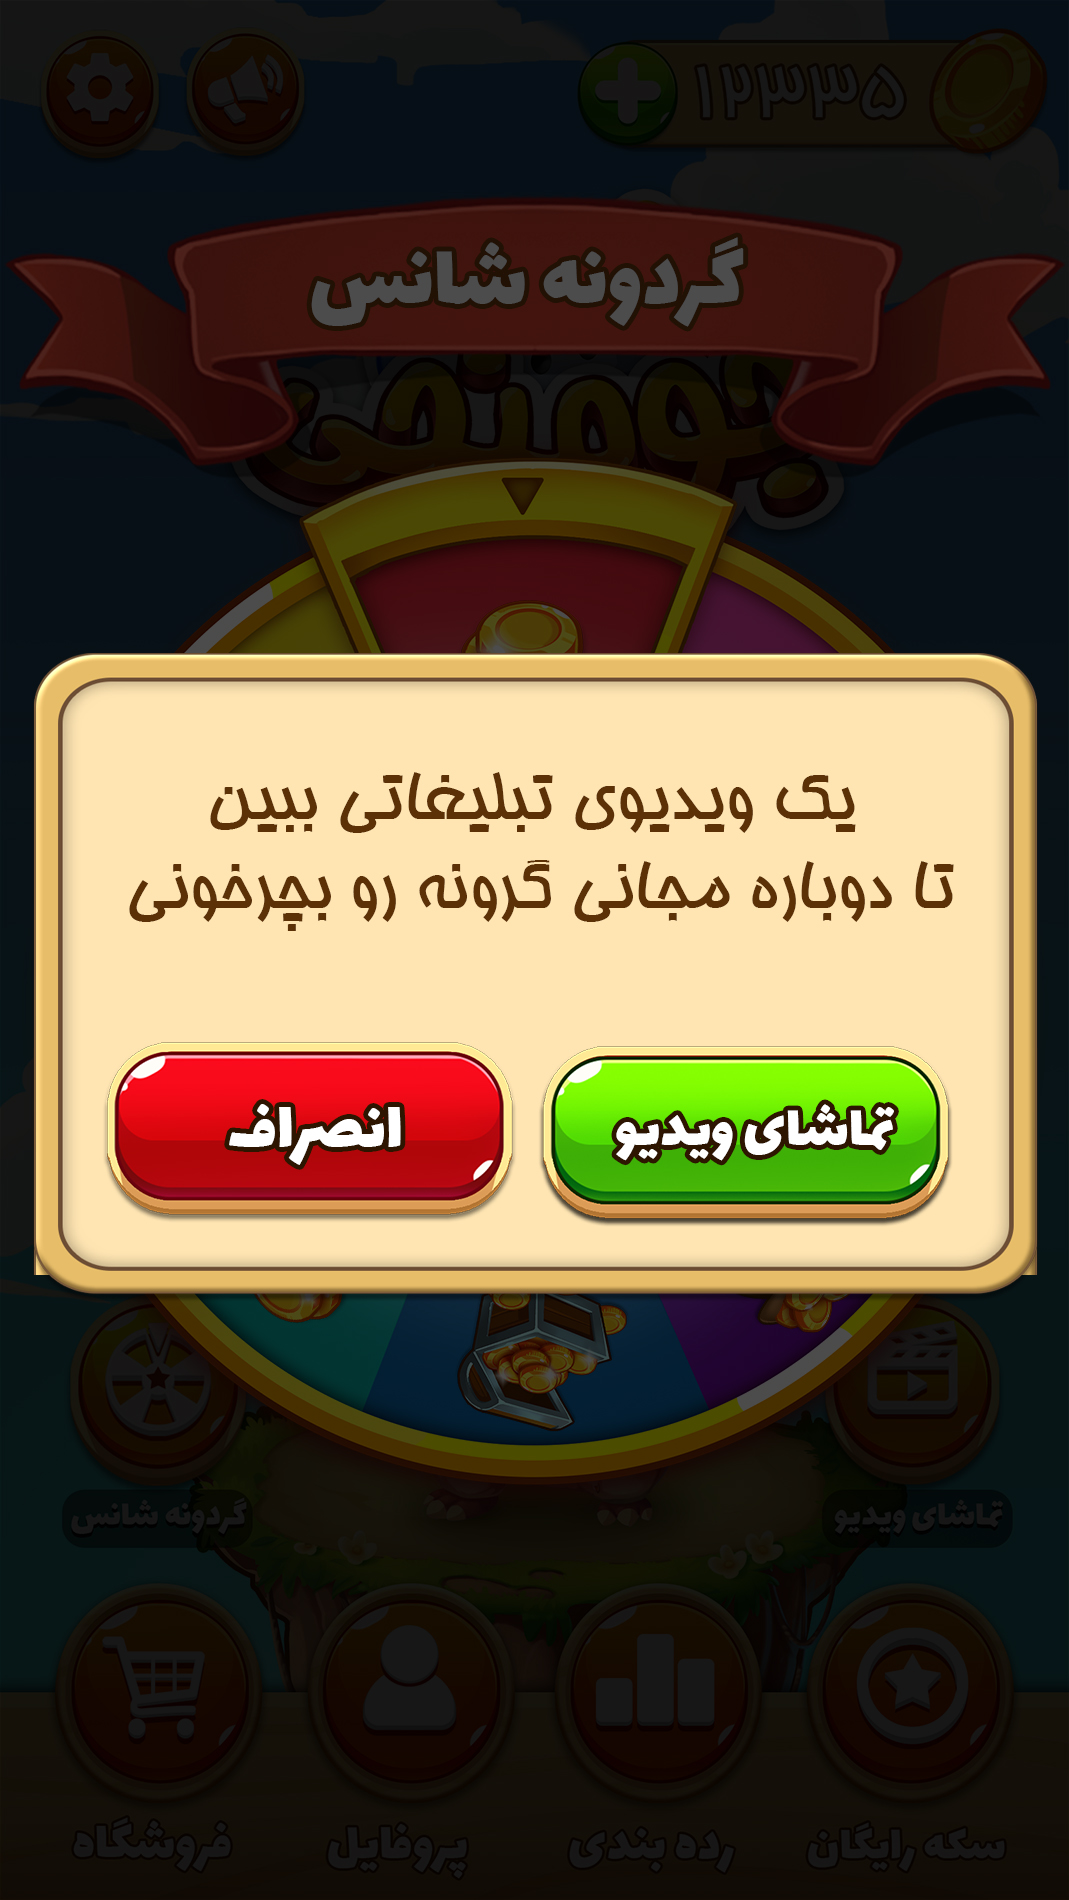 ۱۲۳۳۵
گردونه شانس
یک ویدیوی تبلیغاتی ببین
تا دوباره مجانی گرونه رو بچرخونی
تماشای ویدیو
انصراف
تماشای ویدیو
گردونه شانس
سکه رایگان
رده بندی
پروفایل
فروشگاه